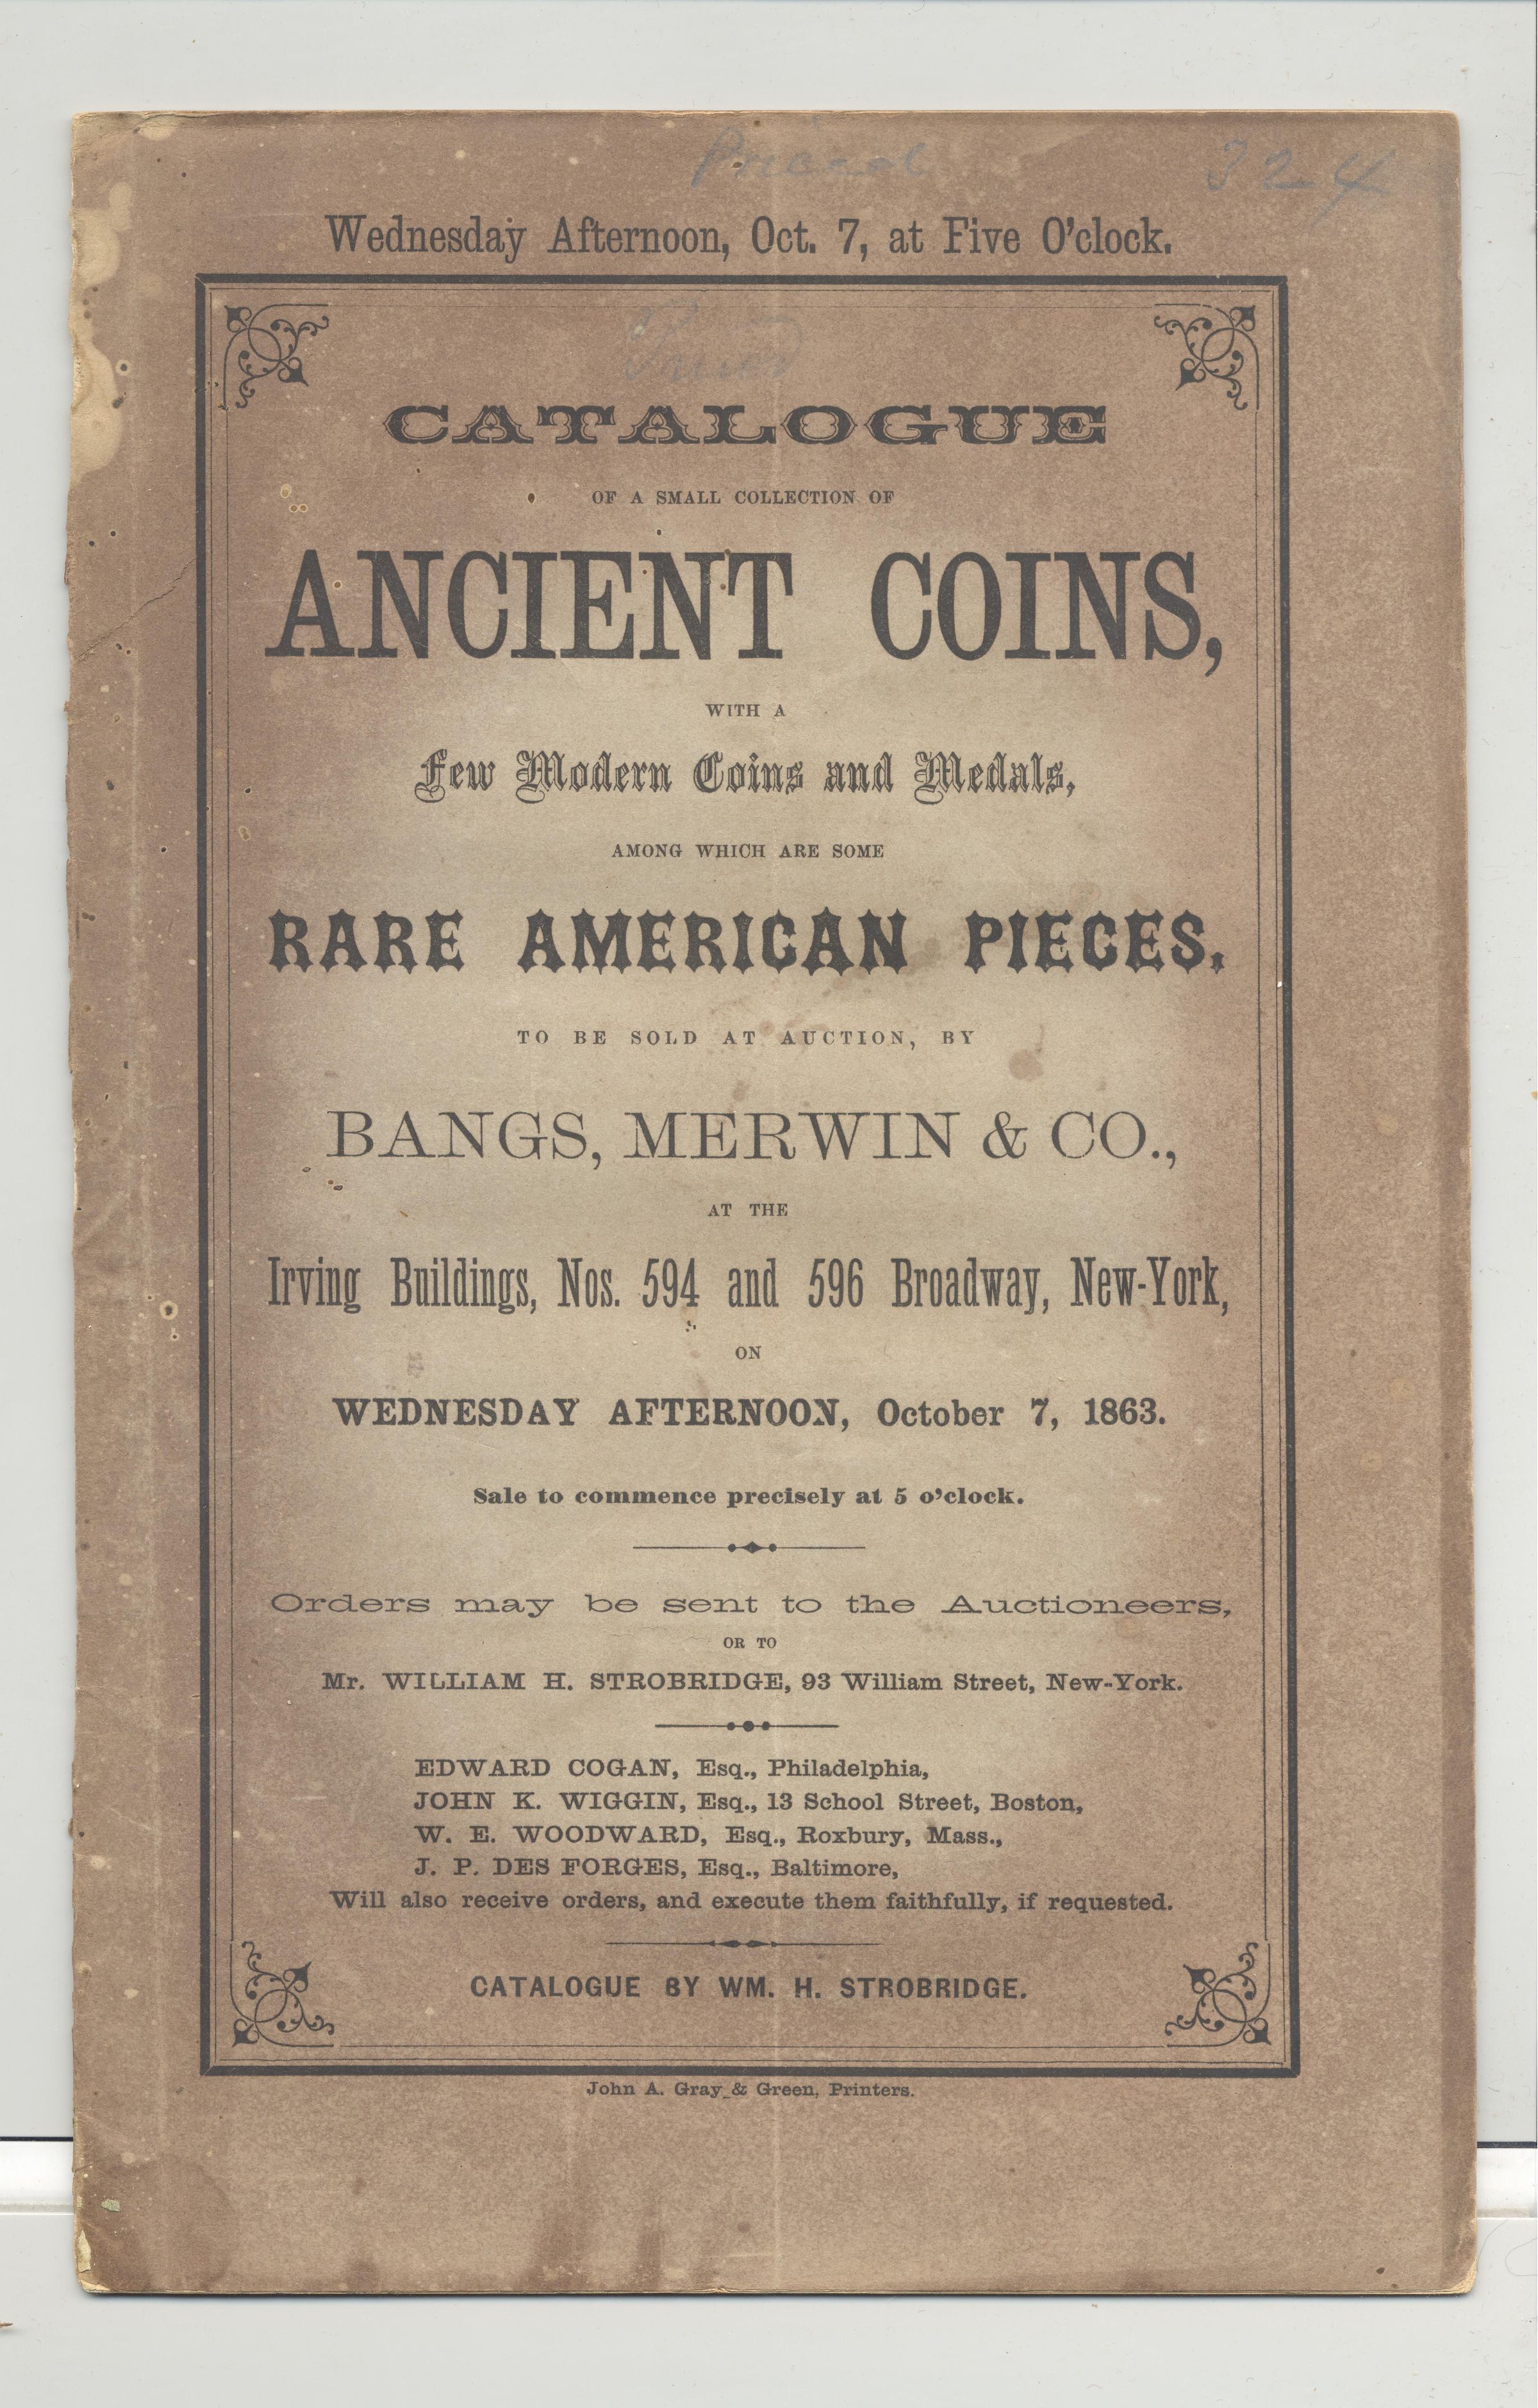 Priced
324
Wednesday Afternoon, Oct. 7, at Five O'clock.
CATALOGUE
OF A SMALL COLLECTION OF
ANCIENT COINS,
WITH A
Few Modern Coins and Medals,
AMONG WHICH ARE SOME
RARE AMERICAN PIECES,
TO BE SOLD AT AUCTION, BY
BANGS, MERWIN & CO.,
AT THE
Irving Buildings, Nos. 594 and 596 Broadway, New-York,
ON
WEDNESDAY AFTERNOON, October 7, 1863.
Sale to commence precisely at 5 o'clock.
Orders may be sent to the Auctioneers,
OR TO
Mr. WILLIAM H. STROBRIDGE, 93 William Street, New-York.
EDWARD COGAN, Esq., Philadelphia,
JOHN K. WIGGIN, Esq., 13 School Street, Boston,
W. E. WOODWARD, Esq., Roxbury, Mass.,
J. P. DES FORGES, Esq., Baltimore,
Will also receive orders, and execute them faithfully, if requested.
CATALOGUE BY WM. H. STROBRIDGE.
John A. Gray & Green, Printers.